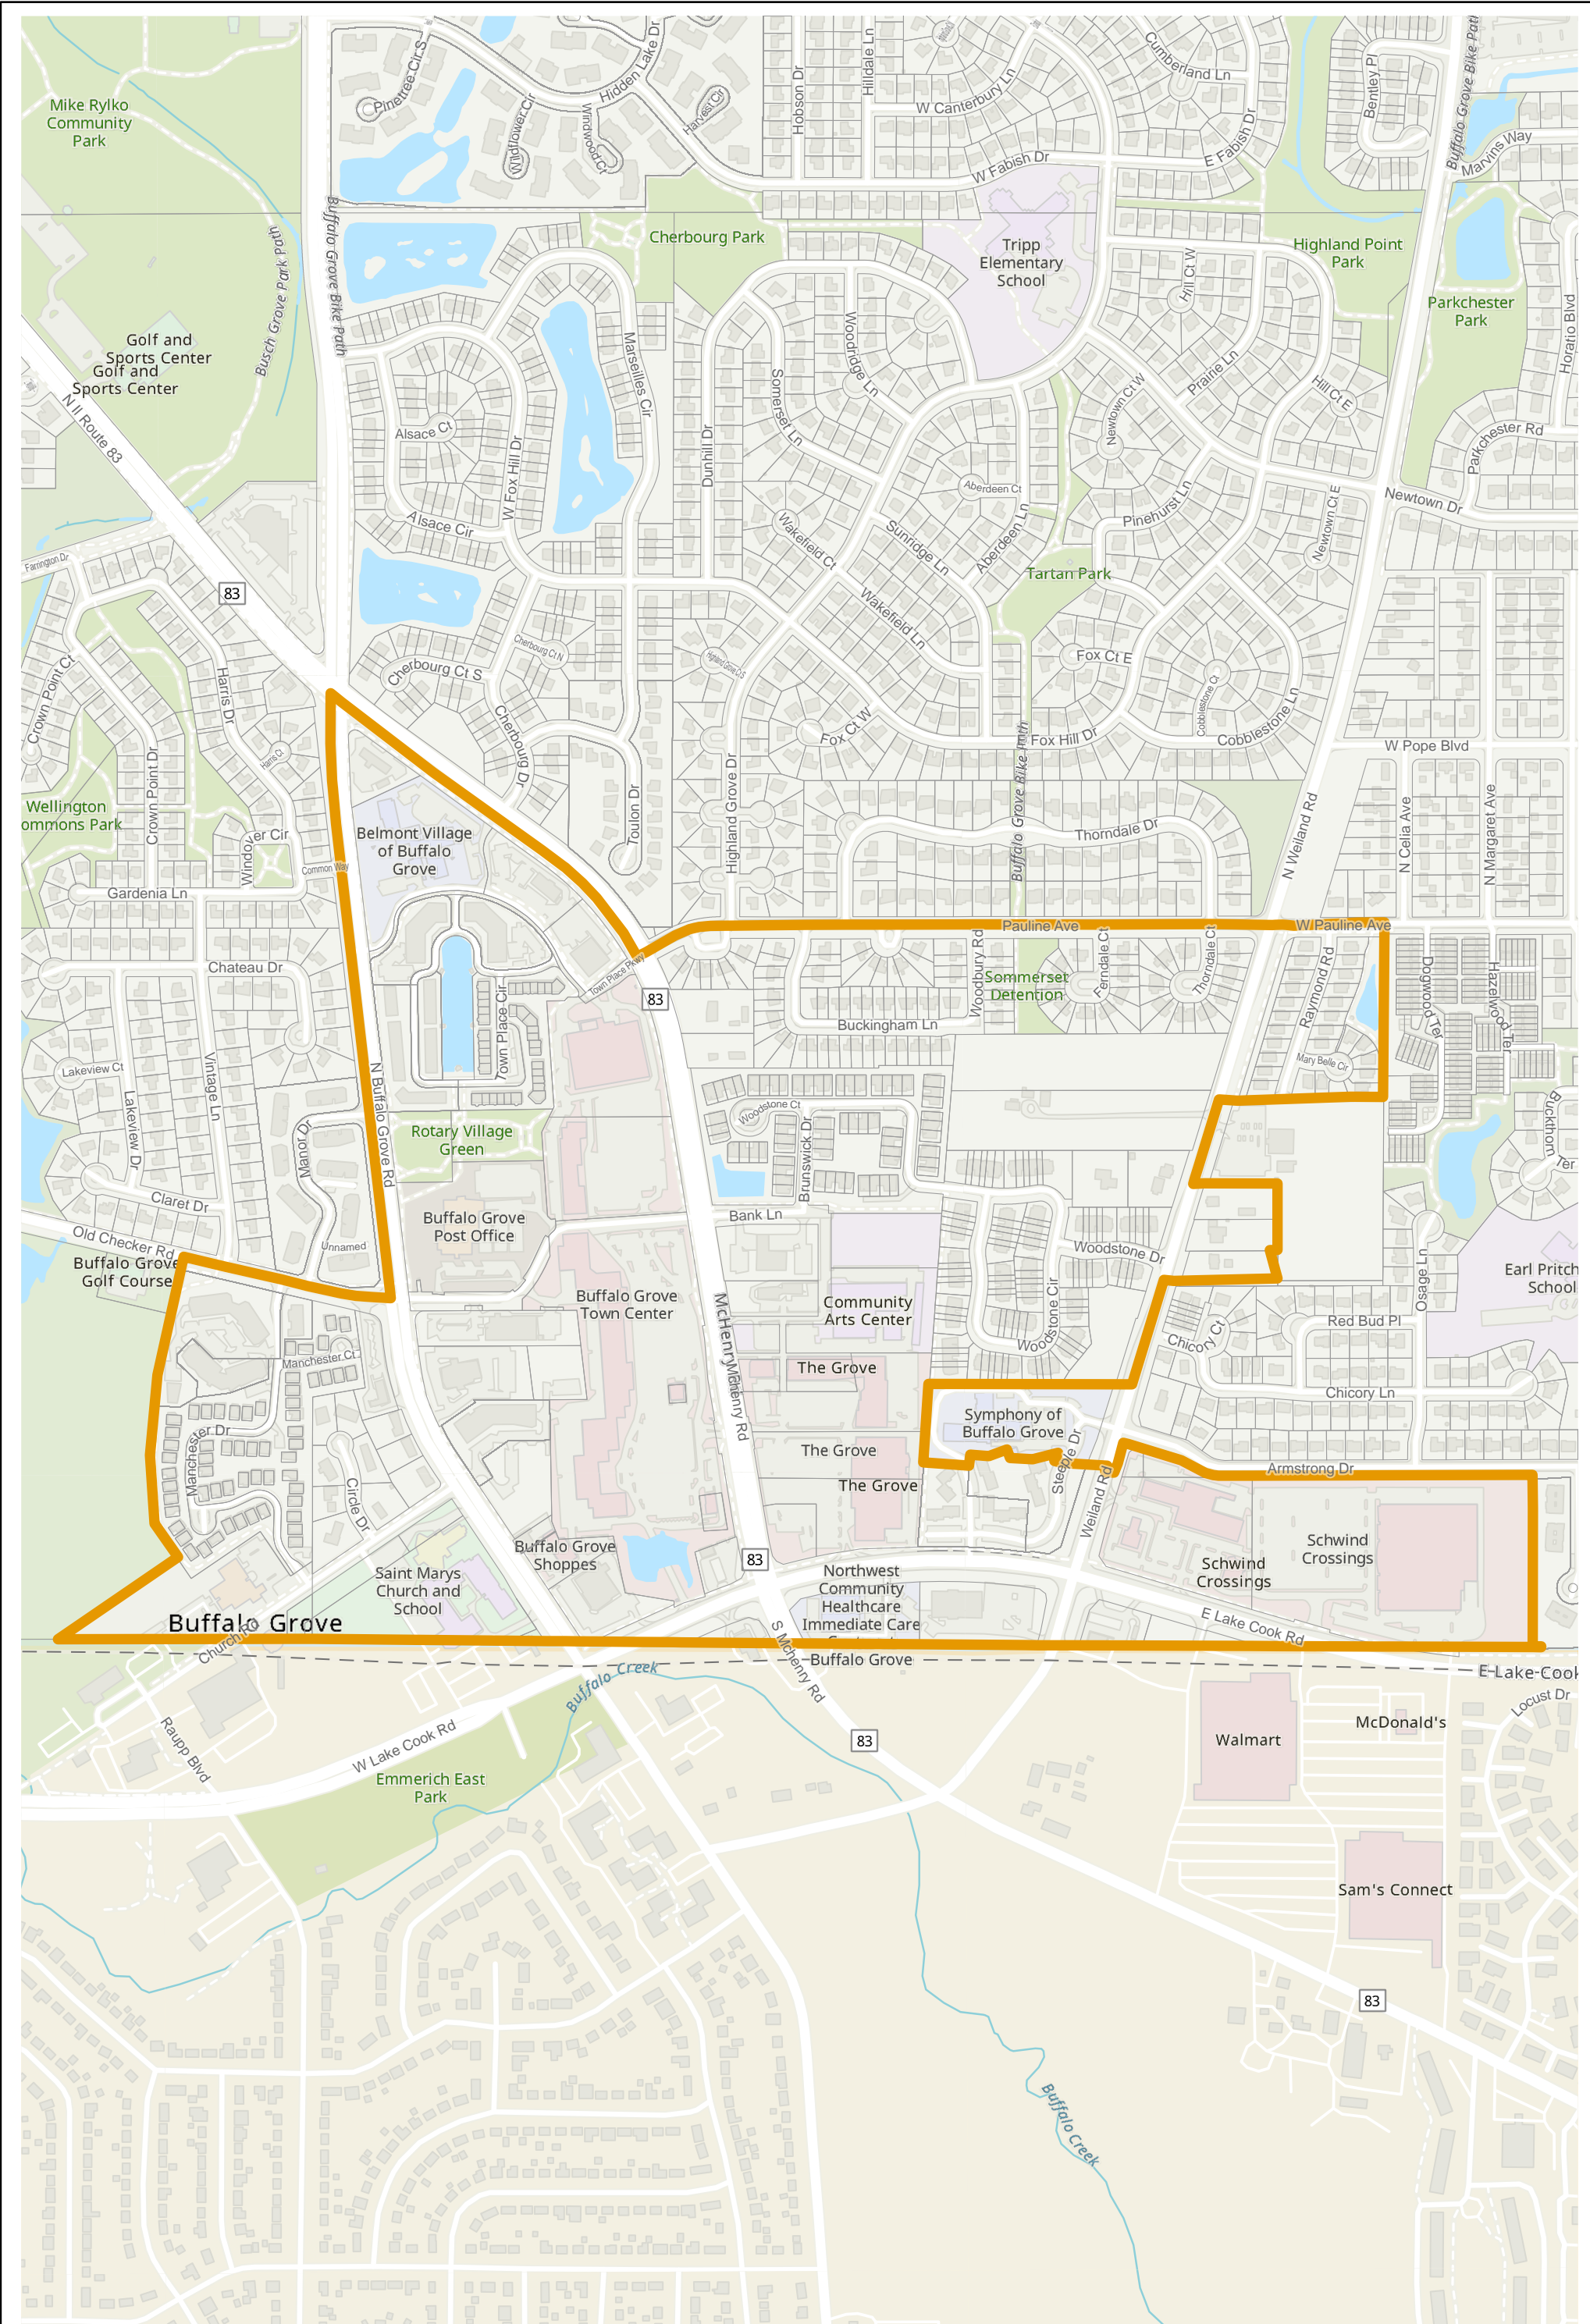 Pinetree Cir S
Hidden Lake Dr
Harvest Cir
Wildflower Cir
Windwood Ct
Hobson Dr
Hilldale Ln
W Canterbury Ln
Cumberland Ln
Bentley Pl
Buffalo Grove Bike Path
Mike Rylko
Community
Park
W Fabish Dr
E Fabish Dr
Marvins Way
Buffalo Grove Bike Path
Busch Grove Park Path
Cherbourg Park
Tripp
Elementary
School
Highland Point
Park
Hill Ct W
Parkchester
Park
Horatio Blvd
Golf and
Sports Center
Golf and
Sports Center
N Il Route 83
Marseilles Cir
Woodridge Ln
Somerset Ln
Prairie Ln
Hill Ct E
Newtown Ct W
Alsace Ct
W Fox Hill Dr
Dunhill Dr
Parkchester Rd
Aberdeen Ct
Newtown Dr
Pinehurst Ln
Newtown Ct E
Alsace Cir
Wakefield Ct
Sunridge Ln
Aberdeen Ln
Farrington Dr
Tartan Park
83
Wakefield Ln
Cherbourg Ct N
Highland Grove Ct S
Cherbourg Ct S
Fox Ct E
Cobblestone Ct
Crown Point Ct
Harris Dr
Harris Ct
Cherbourg Dr
Fox Ct W
Fox Hill Dr
Cobblestone Ln
Buffalo Grove Bike Path
W Pope Blvd
Crown Point Dr
Wellington
ommons Park
Windover Cir
Belmont Village
of Buffalo
Grove
Toulon Dr
Highland Grove Dr
Thorndale Dr
N Weiland Rd
N Celia Ave
N Margaret Ave
Common Way
Gardenia Ln
Pauline Ave
W Pauline Ave
Chateau Dr
Town Place Pkwy
83
Woodbury Rd
Sommerset
Detention
Ferndale Ct
Thorndale Ct
Raymond Rd
Dogwood Ter
Hazelwood Ter
Town Place Cir
Buckingham Ln
Mary Belle Cir
Lakeview Ct
Lakeview Dr
Vintage Ln
N Buffalo Grove Rd
Woodstone Ct
Brunswick Dr
Buckthorn
Ter
Rotary Village
Green
Manor Dr
Claret Dr
Buffalo Grove
Post Office
Bank Ln
Old Checker Rd
Unnamed
Buffalo Grove
Golf Course
Woodstone Dr
Osage Ln
Earl Pritch
School
Buffalo Grove
Town Center
McHenry Rd
Community
Arts Center
Woodstone Cir
Chicory Ct
Red Bud Pl
Manchester Ct
The Grove
McHenry Rd
Chicory Ln
Manchester Dr
Symphony of
Buffalo Grove
The Grove
Steeple Dr
Armstrong Dr
The Grove
Circle Dr
Weiland Rd
Buffalo Grove
Shoppes
83
Schwind
Crossings
Schwind
Crossings
Saint Marys
Church and
School
Northwest
Community
Healthcare
Immediate Care
Buffalo Grove
Church Rd
E Lake Cook Rd
S Mchenry Rd
Buffalo Grove
Buffalo Creek
E Lake-Cook
Locust Dr
Raupp Blvd
W Lake Cook Rd
83
Walmart
McDonald's
Emmerich East
Park
Sam's Connect
83
Buffalo Creek